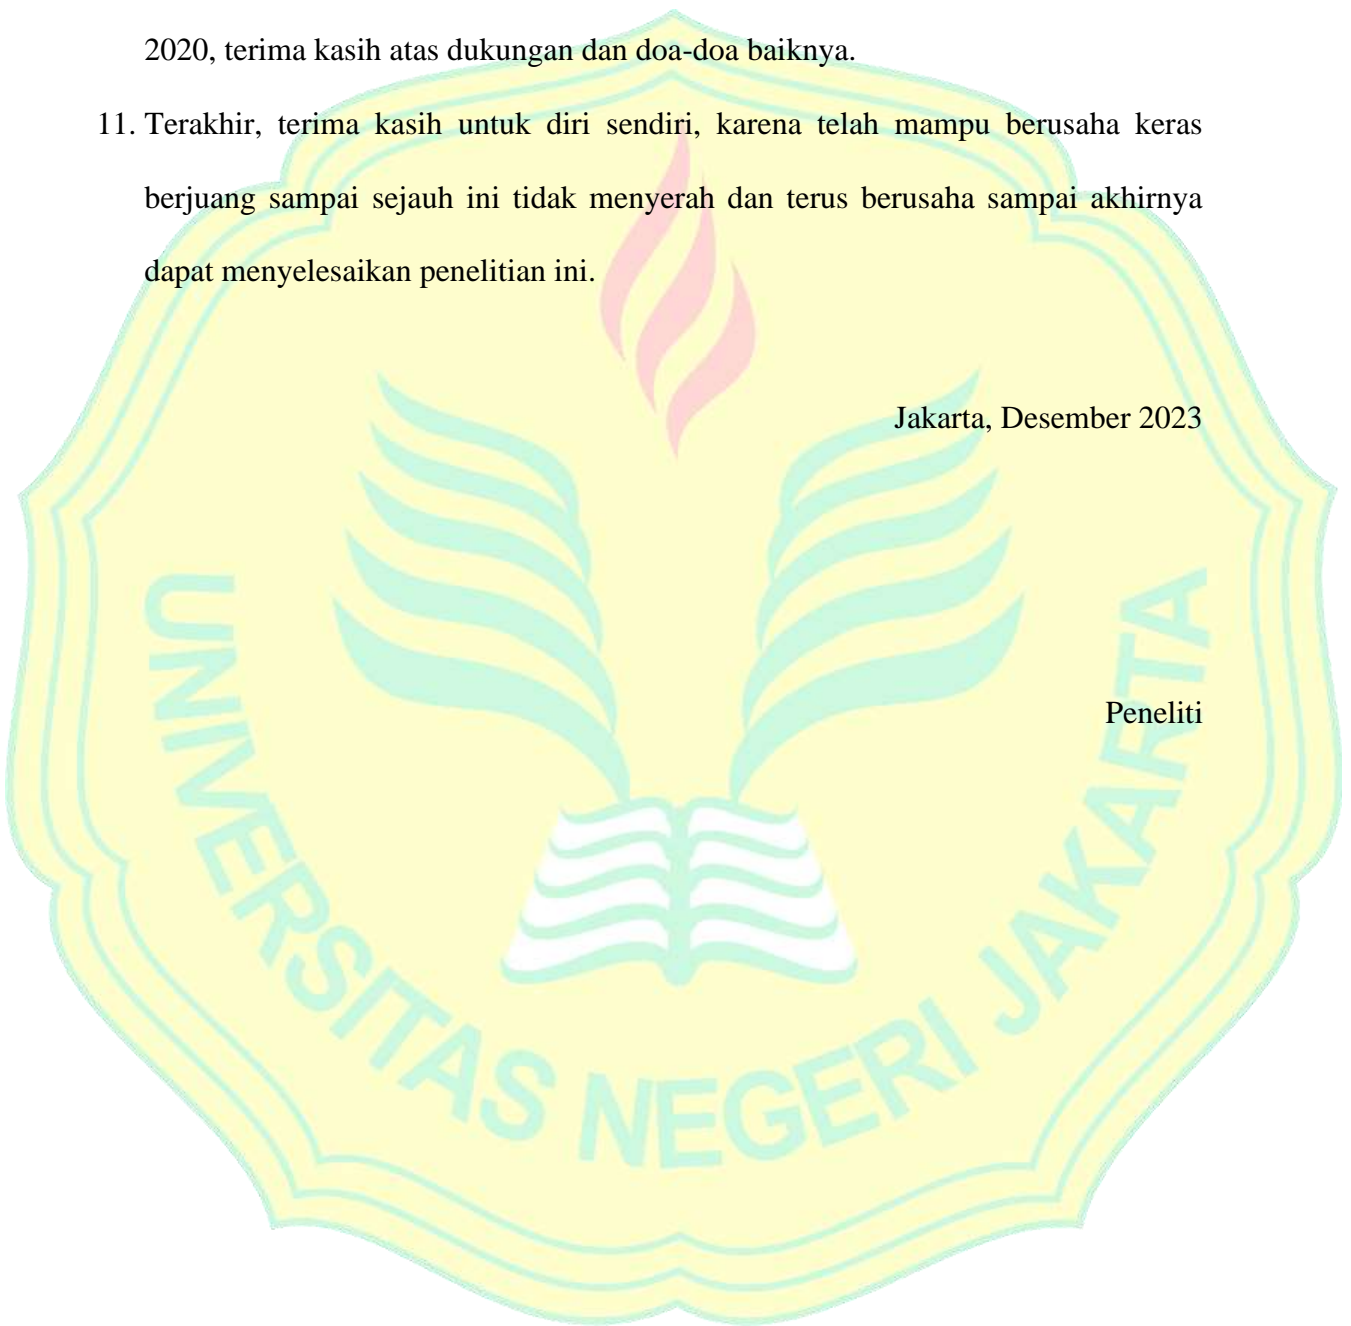 2020, terima kasih atas dukungan dan doa-doa baiknya.
11. Terakhir, terima kasih untuk diri sendiri, karena telah mampu berusaha keras
berjuang sampai sejauh ini tidak menyerah dan terus berusaha sampai akhirnya
dapat menyelesaikan penelitian ini.
Jakarta, Desember 2023
Peneliti
UNIVERSITAS NEGERI JAKARTA